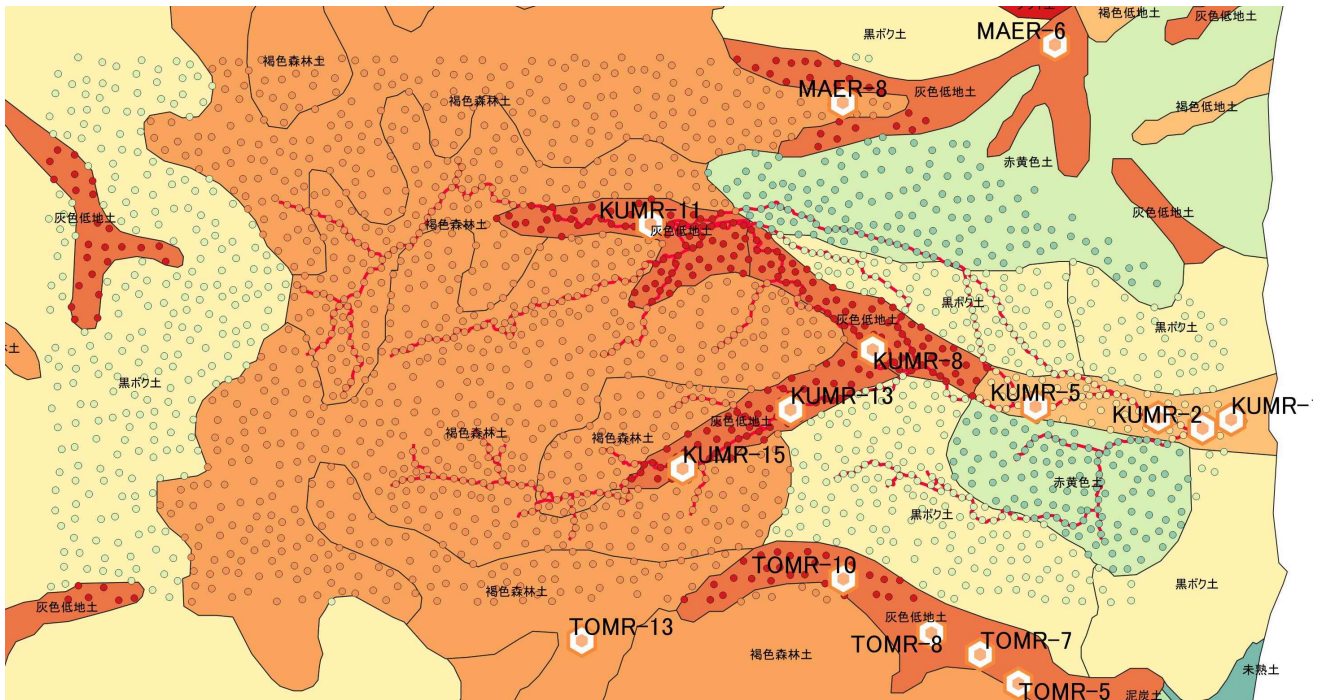 褐色低地土
灰色低地土
MAER-6
黒ボク土
褐色森林土
MAER-8
灰色低地土
褐色森林土
褐色低地土
赤黄色土
灰色低地土
KUMR-11
灰色低地土
褐色森林土
灰色低地土
黒ボク土
黒ボク土
灰色低地土
土
KUMR-8
黒ボク土
KUMR-13
KUMR-5
KUMR-2
KUMR-
灰色低地土
褐色森林土
褐色森林土
KUMR-15
赤黄色土
黒ボク土
TOMR-10
黒ボク土
褐色森林土
灰色低地土
灰色低地土
TOMR-13
TOMR-8
TOMR-7
褐色森林土
未熟土
TOMR-5
泥炭土